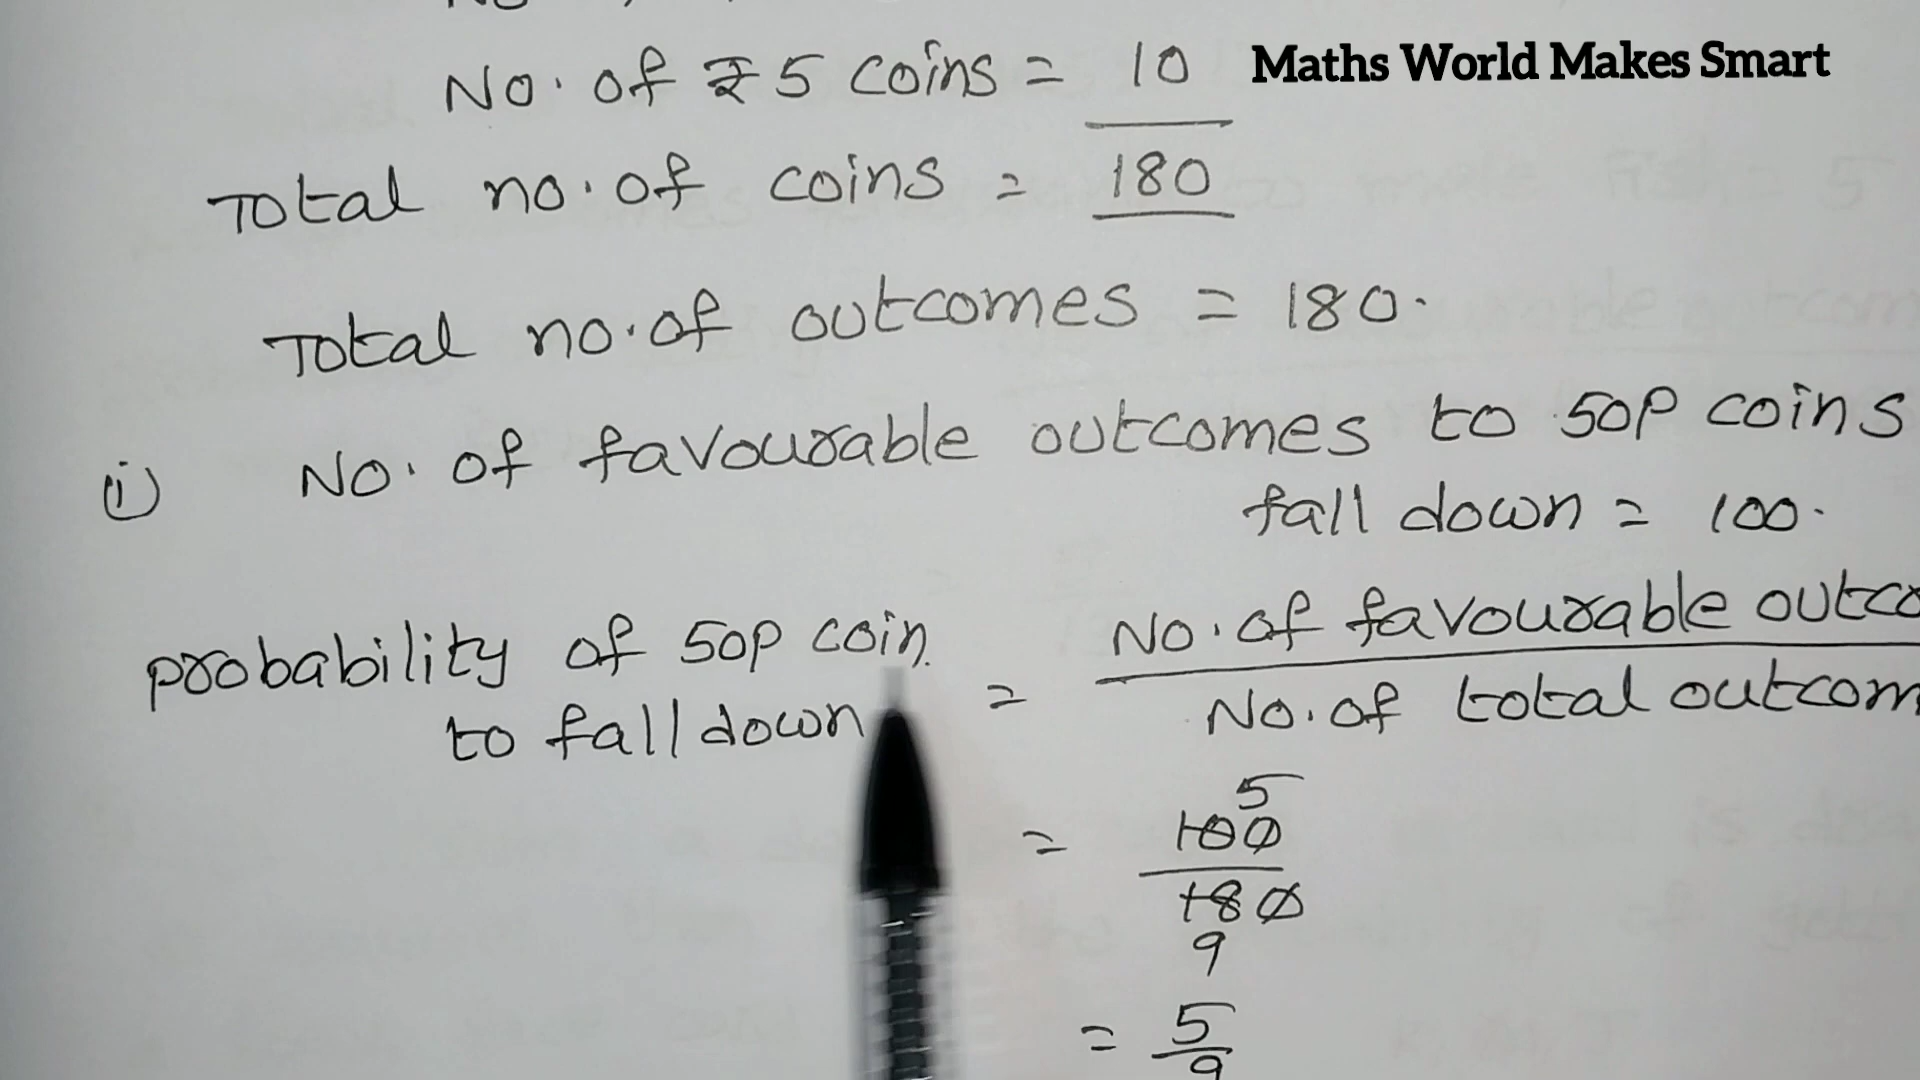 No. of ₹5 coins = 10
Maths World Makes Smart
Total no. of coins = 180
Total no. of outcomes = 180.
(i) No. of favourable outcomes to 50p coins
fall down = 100.
probability of 50p coin
to fall down
= No. of favourable outco
No. of total outcom
5
= 100
180
9
= 5
9